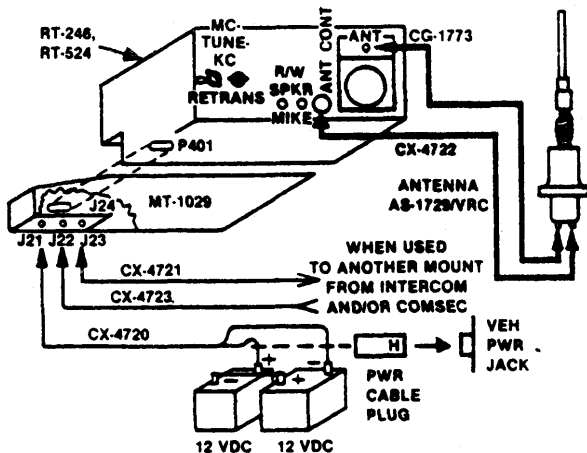 RT-246,
RT-524
MC-
TUNE-
KC
RETRANS
R/W
SPKR
MIKE
ANT CONT
ANT
CG-1773
P401
CX-4722
MT-1029
J24
J21 J22 J23
ANTENNA
AS-1729/VRC
CX-4721
CX-4723
WHEN USED
TO ANOTHER MOUNT
FROM INTERCOM
AND/OR COMSEC
CX-4720
+
-
-
+
H
VEH
PWR
JACK
PWR
CABLE
PLUG
12 VDC 12 VDC